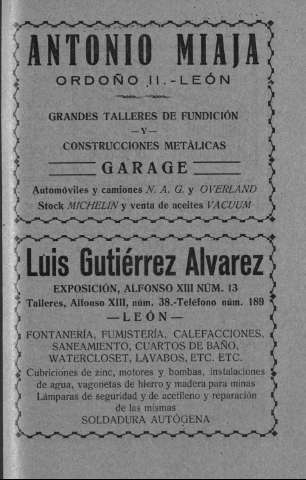 ANTONIO MIAJA
ORDOÑO II.-LEÓN
GRANDES TALLERES DE FUNDICIÓN
—Y—
CONSTRUCCIONES METÁLICAS
GARAGE
Automóviles y camiones N. A. G. y OVERLAND
Stock MICHELIN y venta de aceites VACUUM
Luis Gutiérrez Alvarez
EXPOSICIÓN, ALFONSO XIII NÚM. 13
Talleres, Alfonso XIII, núm. 38.-Teléfono núm. 189
—LEÓN—
FONTANERÍA, FUMISTERÍA, CALEFACCIONES,
SANEAMIENTO, CUARTOS DE BAÑO,
WATERCLOSET, LAVABOS, ETC. ETC.
Cubriciones de zinc, motores y bombas, instalaciones
de agua, vagonetas de hierro y madera para minas
Lámparas de seguridad y de acetileno y reparación
de las mismas
SOLDADURA AUTÓGENA